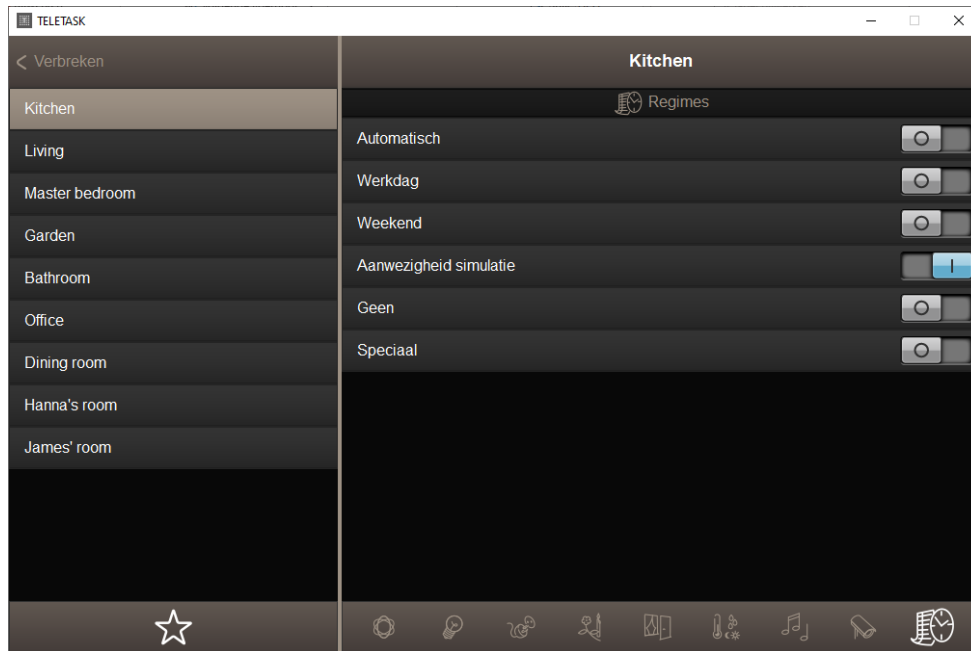 TELETASK
Verbreken
Kitchen
Kitchen
Living
Master bedroom
Garden
Bathroom
Office
Dining room
Hanna's room
James' room
Regimes
Automatisch
Werkdag
Weekend
Aanwezigheid simulatie
Geen
Speciaal